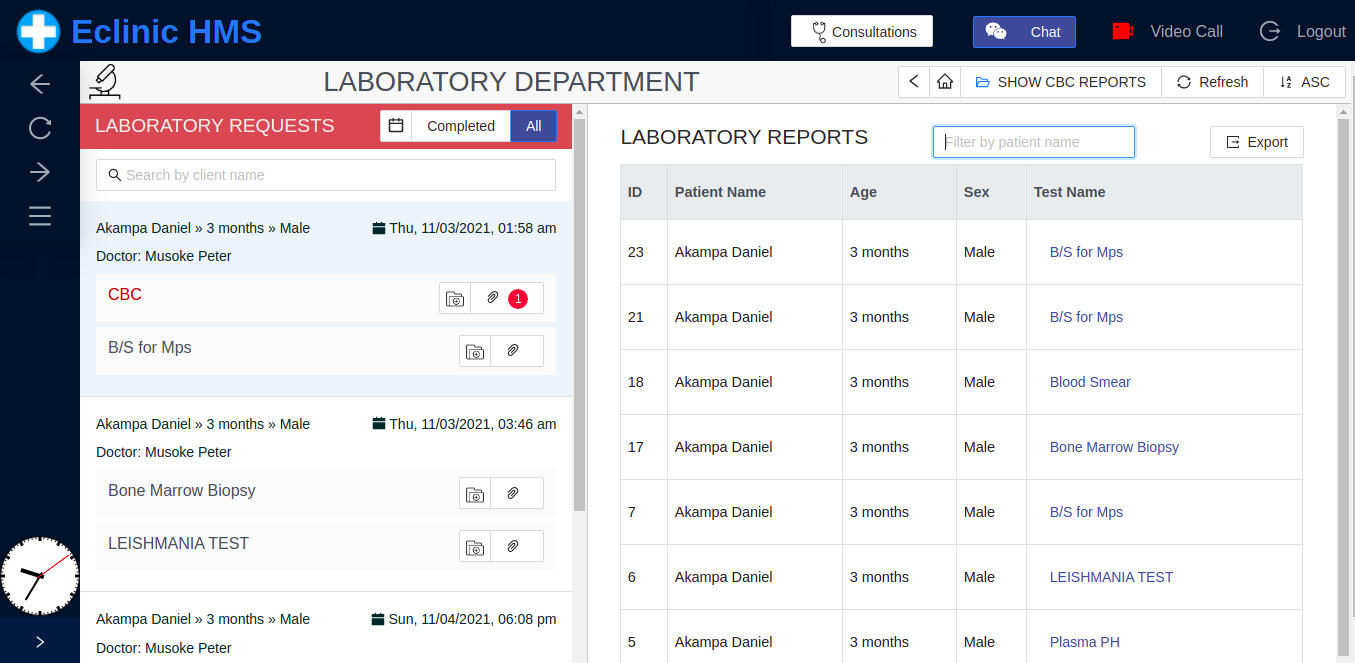 Eclinic HMS
Consultations
Chat
Video Call
Logout
LABORATORY DEPARTMENT
SHOW CBC REPORTS
Refresh
ASC
LABORATORY REQUESTS
Completed
All
Search by client name
Akampa Daniel » 3 months » Male
Thu, 11/03/2021, 01:58 am
Doctor: Musoke Peter
CBC
1
B/S for Mps
Akampa Daniel » 3 months » Male
Thu, 11/03/2021, 03:46 am
Doctor: Musoke Peter
Bone Marrow Biopsy
LEISHMANIA TEST
Akampa Daniel » 3 months » Male
Sun, 11/04/2021, 06:08 pm
Doctor: Musoke Peter
LABORATORY REPORTS
Filter by patient name
Export
ID Patient Name Age Sex Test Name
23 Akampa Daniel 3 months Male B/S for Mps
21 Akampa Daniel 3 months Male B/S for Mps
18 Akampa Daniel 3 months Male Blood Smear
17 Akampa Daniel 3 months Male Bone Marrow Biopsy
7 Akampa Daniel 3 months Male B/S for Mps
6 Akampa Daniel 3 months Male LEISHMANIA TEST
5 Akampa Daniel 3 months Male Plasma PH